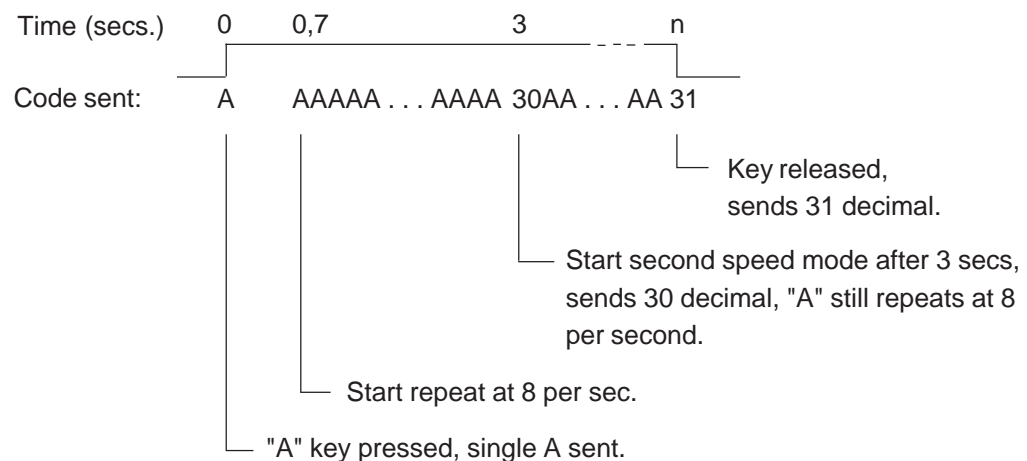 Time (secs.) 0 0,7 3 n
Code sent: A AAAAA . . . AAAA 30AA . . . AA 31
Key released,
sends 31 decimal.
Start second speed mode after 3 secs,
sends 30 decimal, "A" still repeats at 8
per second.
Start repeat at 8 per sec.
"A" key pressed, single A sent.